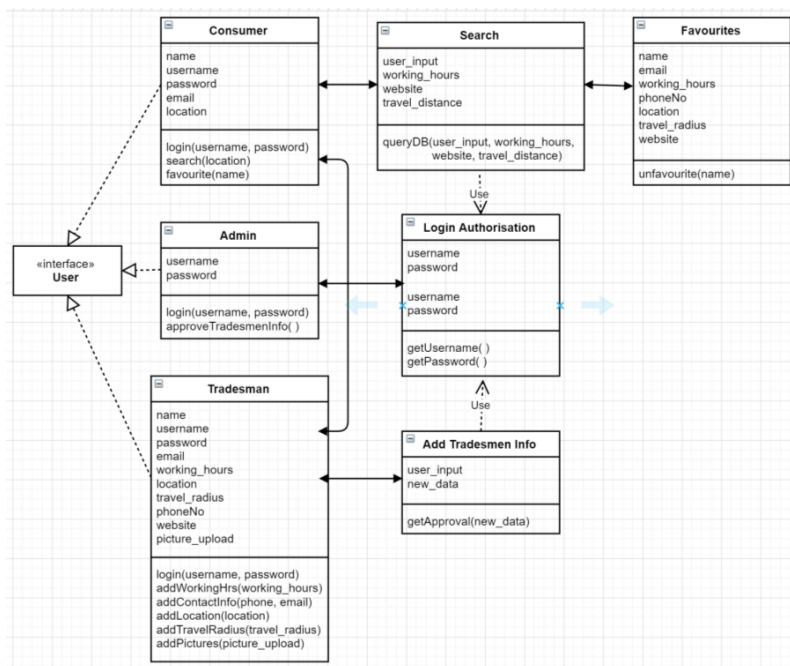 Consumer
name
username
password
email
location
login(username, password)
search(location)
favourite(name)
Search
user_input
working_hours
website
travel_distance
queryDB(user_input, working_hours,
website, travel_distance)
Favourites
name
email
working_hours
phoneNo
location
travel_radius
website
unfavourite(name)
Use
«interface»
User
Admin
username
password
login(username, password)
approveTradesmenInfo( )
Login Authorisation
username
password
username
password
getUsername( )
getPassword( )
Use
Tradesman
name
username
password
email
working_hours
location
travel_radius
phoneNo
website
picture_upload
login(username, password)
addWorkingHrs(working_hours)
addContactInfo(phone, email)
addLocation(location)
addTravelRadius(travel_radius)
addPictures(picture_upload)
Add Tradesmen Info
user_input
new_data
getApproval(new_data)